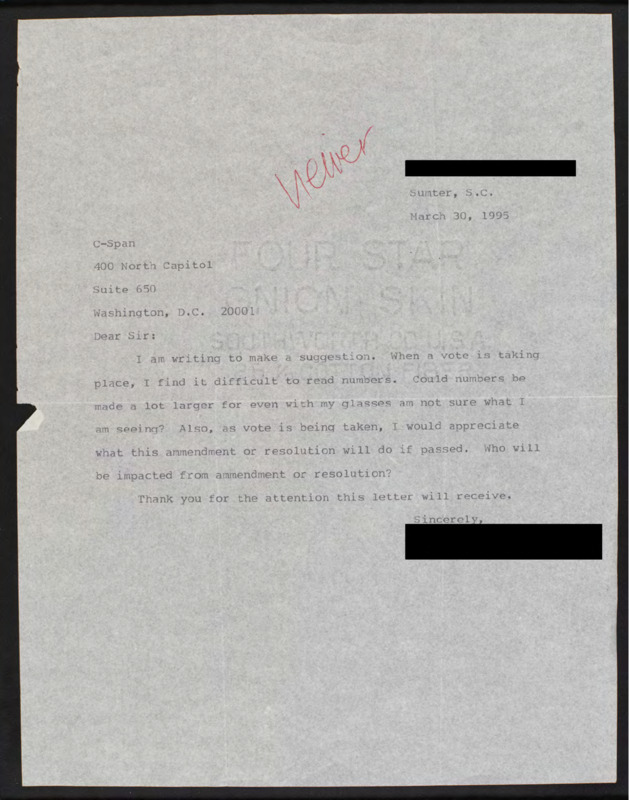 Sumter, S.C.
March 30, 1995
C-Span
400 North Capitol
Suite 650
Washington, D.C. 20001
Dear Sir:
I am writing to make a suggestion. When a vote is taking
place, I find it difficult to read numbers. Could numbers be
made a lot larger for even with my glasses am not sure what I
am seeing? Also, as vote is being taken, I would appreciate
what this ammendment or resolution will do if passed. Who will
be impacted from ammendment or resolution?
Thank you for the attention this letter will receive.
Sincerely,
FOUR STAR
ONION SKIN
SOUTHWORTH CO. U.S.A.